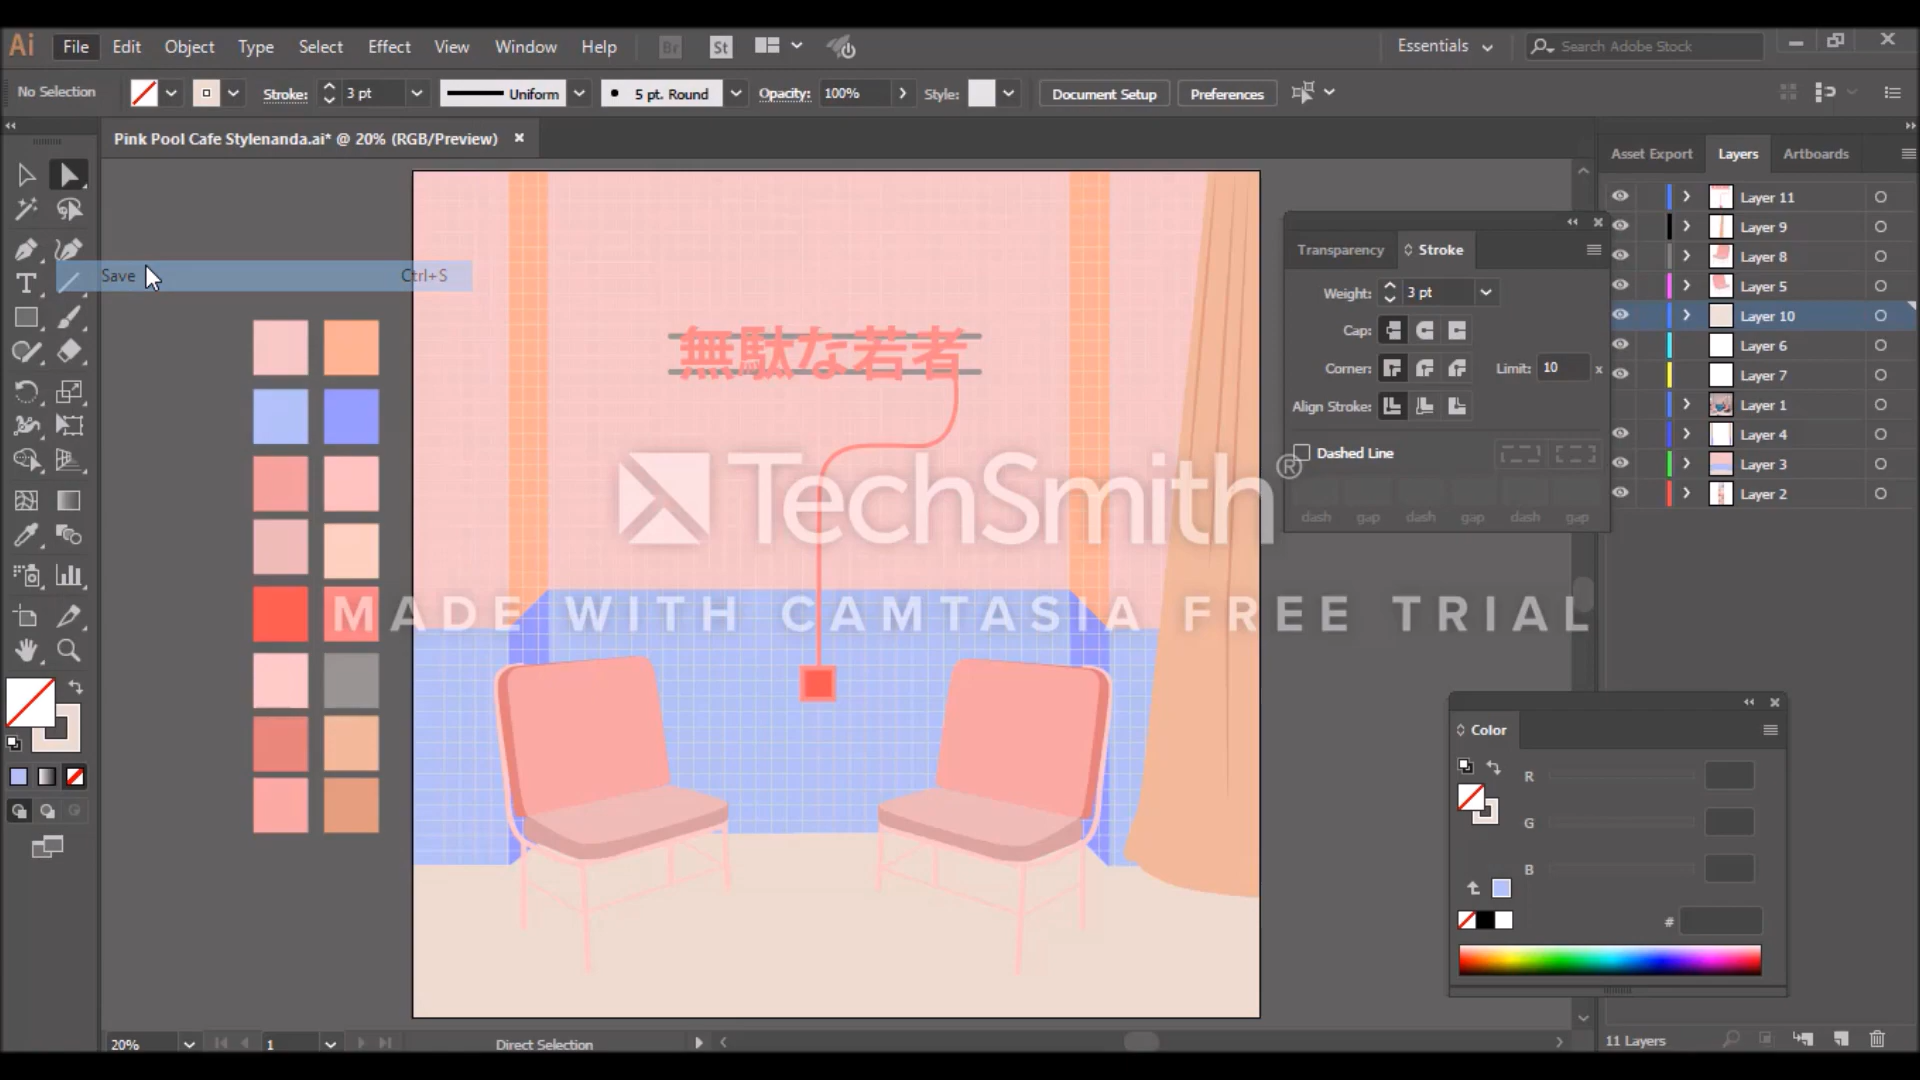 Ai File Edit Object Type Select Effect View Window Help Br St Essentials Search Adobe Stock
No Selection Stroke: 3 pt Uniform 5 pt. Round Opacity: 100% Style: Document Setup Preferences
Pink Pool Cafe Stylenanda.ai* @ 20% (RGB/Preview)
Save Ctrl+S
無駄な若者
TechSmith®
MADE WITH CAMTASIA FREE TRIAL
Transparency Stroke
Weight: 3 pt
Cap:
Corner: Limit: 10 x
Align Stroke:
Dashed Line
dash gap dash gap dash gap
Asset Export Layers Artboards
Layer 11
Layer 9
Layer 8
Layer 5
Layer 10
Layer 6
Layer 7
Layer 1
Layer 4
Layer 3
Layer 2
Color
R
G
B
#
20% 1 Direct Selection 11 Layers